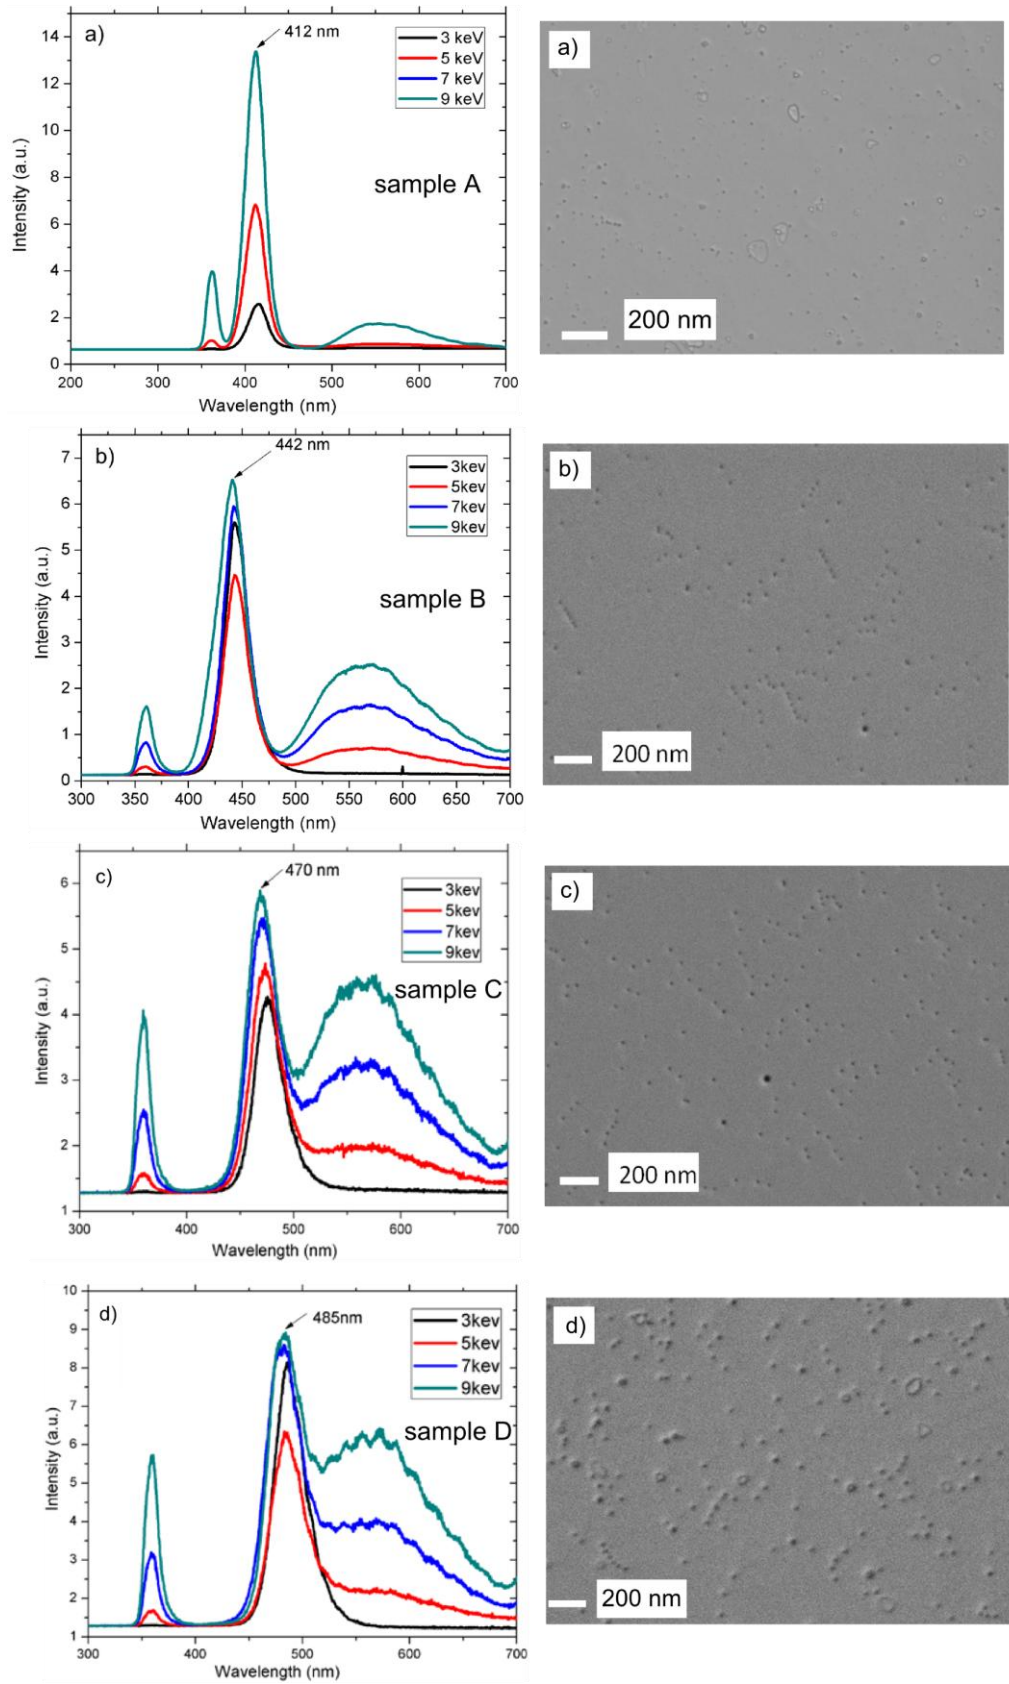 a)
412 nm
3 keV
5 keV
7 keV
9 keV
sample A
Intensity (a.u.)
14
12
10
8
6
4
2
0
200 300 400 500 600 700
Wavelength (nm)
a)
200 nm
b)
442 nm
3kev
5kev
7kev
9kev
sample B
Intensity (a.u.)
7
6
5
4
3
2
1
0
300 350 400 450 500 550 600 650 700
Wavelength (nm)
b)
200 nm
c)
470 nm
3kev
5kev
7kev
9kev
sample C
Intensity (a.u.)
6
5
4
3
2
1
300 400 500 600 700
Wavelength (nm)
c)
200 nm
d)
485nm
3kev
5kev
7kev
9kev
sample D
Intensity (a.u.)
10
9
8
7
6
5
4
3
2
1
300 400 500 600 700
Wavelength (nm)
d)
200 nm